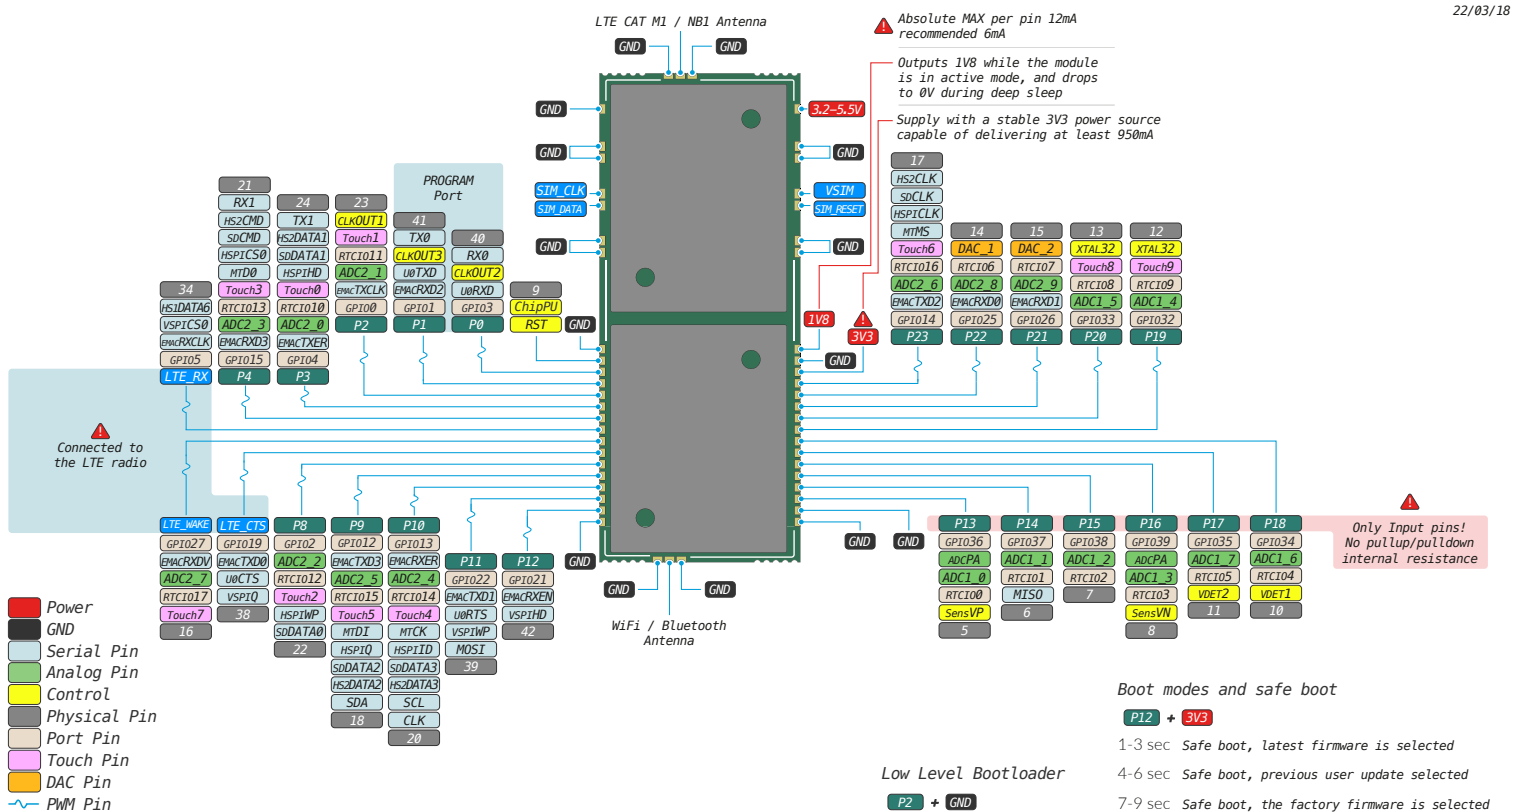 22/03/18
LTE CAT M1 / NB1 Antenna
GND
GND
Absolute MAX per pin 12mA
recommended 6mA
Outputs 1V8 while the module
is in active mode, and drops
to 0V during deep sleep
Supply with a stable 3V3 power source
capable of delivering at least 950mA
GND
GND
SIM_CLK
SIM_DATA
GND
3.2-5.5V
GND
VSIM
SIM_RESET
GND
PROGRAM
Port
34
HS1DATA6
VSPICS0
EMACRXCLK
GPIO5
LTE_RX
21
RX1
HS2CMD
SDCMD
HSPICS0
MTD0
Touch3
RTCIO13
ADC2_3
EMACRXD3
GPIO15
P4
24
TX1
HS2DATA1
SDDATA1
HSPIHD
Touch0
RTCIO10
ADC2_0
EMACTXER
GPIO4
P3
23
CLKOUT1
Touch1
RTCIO11
ADC2_1
EMACTXCLK
GPIO0
P2
41
TX0
CLKOUT3
U0TXD
EMACRXD2
GPIO1
P1
40
RX0
CLKOUT2
U0RXD
GPIO3
P0
9
ChipPU
RST
GND
1V8
3V3
GND
17
HS2CLK
SDCLK
HSPICLK
MTMS
Touch6
RTCIO16
ADC2_6
EMACTXD2
GPIO14
P23
14
DAC_1
RTCIO6
ADC2_8
EMACRXD0
GPIO25
P22
15
DAC_2
RTCIO7
ADC2_9
EMACRXD1
GPIO26
P21
13
XTAL32
Touch8
RTCIO8
ADC1_5
GPIO33
P20
12
XTAL32
Touch9
RTCIO9
ADC1_4
GPIO32
P19
Connected to
the LTE radio
LTE_WAKE
GPIO27
EMACRXDV
ADC2_7
RTCIO17
Touch7
16
LTE_CTS
GPIO19
EMACTXD0
U0CTS
VSPIQ
38
P8
GPIO2
ADC2_2
RTCIO12
Touch2
HSPIWP
SDDATA0
22
P9
GPIO12
EMACTXD3
ADC2_5
RTCIO15
Touch5
MTDI
HSPIQ
SDDATA2
HS2DATA2
SDA
18
P10
GPIO13
EMACRXER
ADC2_4
RTCIO14
Touch4
MTCK
HSPIID
SDDATA3
HS2DATA3
SCL
CLK
20
P11
GPIO22
EMACTXD1
U0RTS
VSPIWP
MOSI
39
P12
GPIO21
EMACRXEN
VSPIHD
42
GND
GND
GND
WiFi / Bluetooth
Antenna
GND
GND
P13
GPIO36
ADCPA
ADC1_0
RTCIO0
SensVP
5
P14
GPIO37
ADC1_1
RTCIO1
MISO
6
P15
GPIO38
ADC1_2
RTCIO2
7
P16
GPIO39
ADCPA
ADC1_3
RTCIO3
SensVN
8
P17
GPIO35
ADC1_7
RTCIO5
VDET2
11
P18
GPIO34
ADC1_6
RTCIO4
VDET1
10
Only Input pins!
No pullup/pulldown
internal resistance
Power
GND
Serial Pin
Analog Pin
Control
Physical Pin
Port Pin
Touch Pin
DAC Pin
PWM Pin
Low Level Bootloader
P2 + GND
Boot modes and safe boot
P12 + 3V3
1-3 sec Safe boot, latest firmware is selected
4-6 sec Safe boot, previous user update selected
7-9 sec Safe boot, the factory firmware is selected